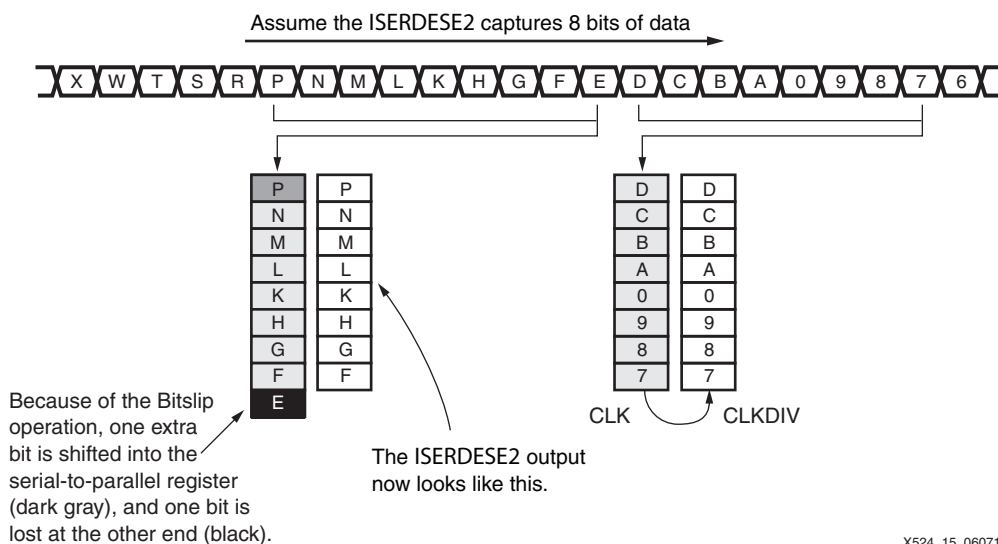 Assume the ISERDESE2 captures 8 bits of data
X W T S R P N M L K H G F E D C B A 0 9 8 7 6
P P D D
N N C C
M M B B
L L A A
K K 0 0
H H 9 9
G G 8 8
F F 7 7
E
CLK CLKDIV
Because of the Bitslip
operation, one extra
bit is shifted into the
serial-to-parallel register
(dark gray), and one bit is
lost at the other end (black).
The ISERDESE2 output
now looks like this.